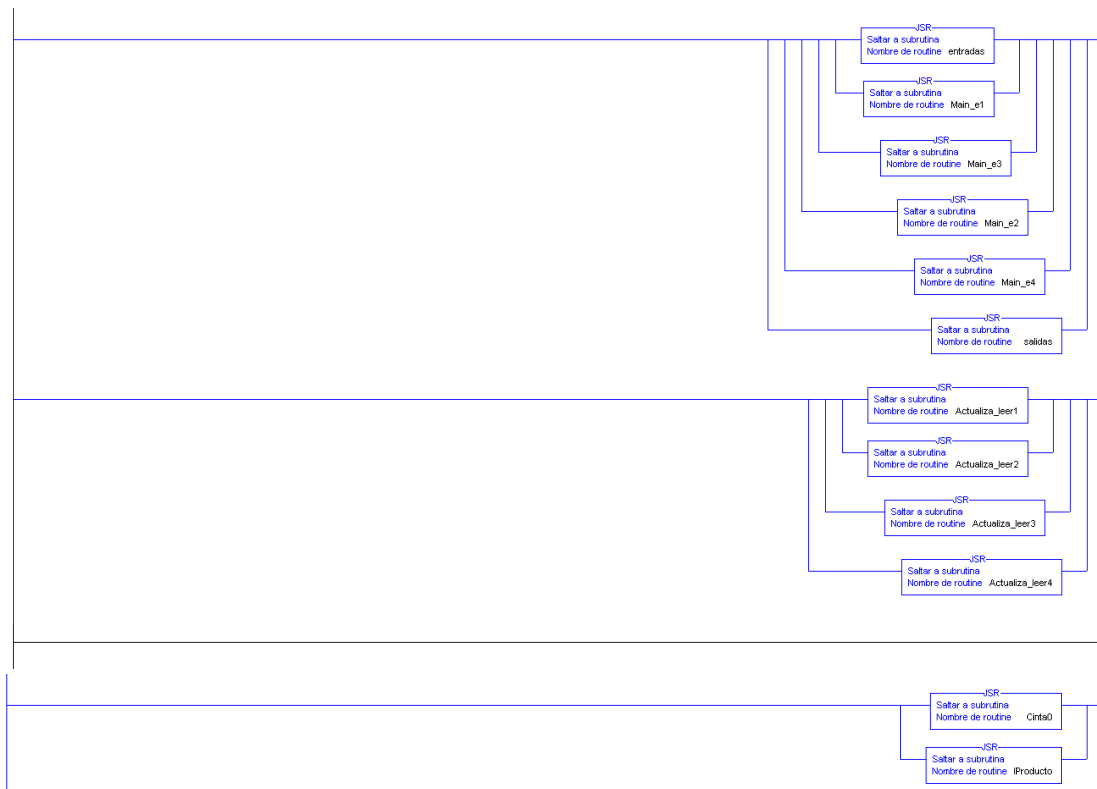 JSR
Saltar a subrutina
Nombre de routine entradas
JSR
Saltar a subrutina
Nombre de routine Main_e1
JSR
Saltar a subrutina
Nombre de routine Main_e3
JSR
Saltar a subrutina
Nombre de routine Main_e2
JSR
Saltar a subrutina
Nombre de routine Main_e4
JSR
Saltar a subrutina
Nombre de routine salidas
JSR
Saltar a subrutina
Nombre de routine Actualiza_leer1
JSR
Saltar a subrutina
Nombre de routine Actualiza_leer2
JSR
Saltar a subrutina
Nombre de routine Actualiza_leer3
JSR
Saltar a subrutina
Nombre de routine Actualiza_leer4
JSR
Saltar a subrutina
Nombre de routine Cinta0
JSR
Saltar a subrutina
Nombre de routine IProducto